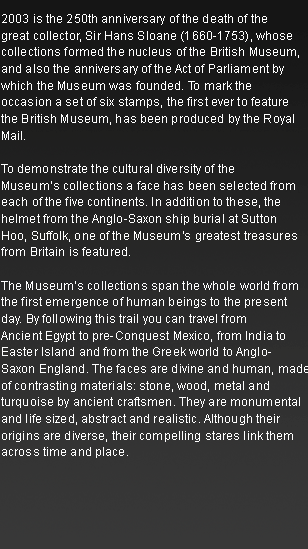 2003 is the 250th anniversary of the death of the
great collector, Sir Hans Sloane (1660-1753), whose
collections formed the nucleus of the British Museum,
and also the anniversary of the Act of Parliament by
which the Museum was founded. To mark the
occasion a set of six stamps, the first ever to feature
the British Museum, has been produced by the Royal
Mail.
To demonstrate the cultural diversity of the
Museum's collections a face has been selected from
each of the five continents. In addition to these, the
helmet from the Anglo-Saxon ship burial at Sutton
Hoo, Suffolk, one of the Museum's greatest treasures
from Britain is featured.
The Museum's collections span the whole world from
the first emergence of human beings to the present
day. By following this trail you can travel from
Ancient Egypt to pre-Conquest Mexico, from India to
Easter Island and from the Greek world to Anglo-
Saxon England. The faces are divine and human, made
of contrasting materials: stone, wood, metal and
turquoise by ancient craftsmen. They are monumental
and life sized, abstract and realistic. Although their
origins are diverse, their compelling stares link them
across time and place.